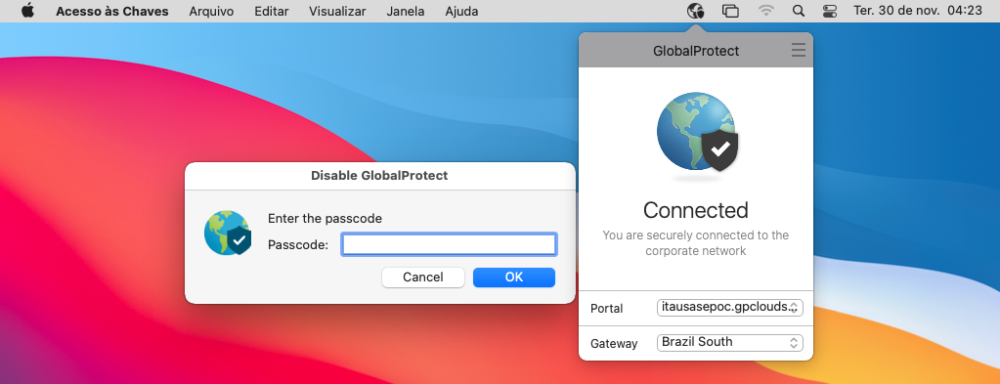 Acesso às Chaves Arquivo Editar Visualizar Janela Ajuda Ter. 30 de nov. 04:23
GlobalProtect
Connected
You are securely connected to the
corporate network
Portal itausasepoc.gpclouds...
Gateway Brazil South
Disable GlobalProtect
Enter the passcode
Passcode:
Cancel OK